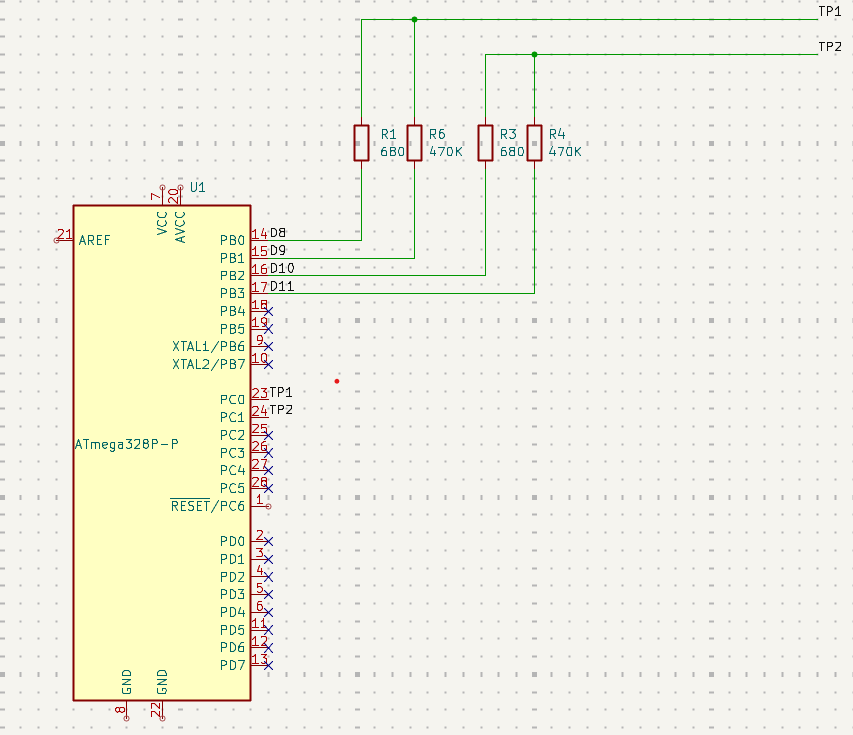 TP1
TP2
R1
680
R6
470K
R3
680
R4
470K
U1
7
20
VCC
AVCC
21
AREF
PB0
14
D8
PB1
15
D9
PB2
16
D10
PB3
17
D11
PB4
18
PB5
19
XTAL1/PB6
9
XTAL2/PB7
10
PC0
23
TP1
PC1
24
TP2
PC2
25
ATmega328P-P
PC3
26
PC4
27
PC5
28
RESET/PC6
1
PD0
2
PD1
3
PD2
4
PD3
5
PD4
6
PD5
11
PD6
12
PD7
13
GND
GND
8
22